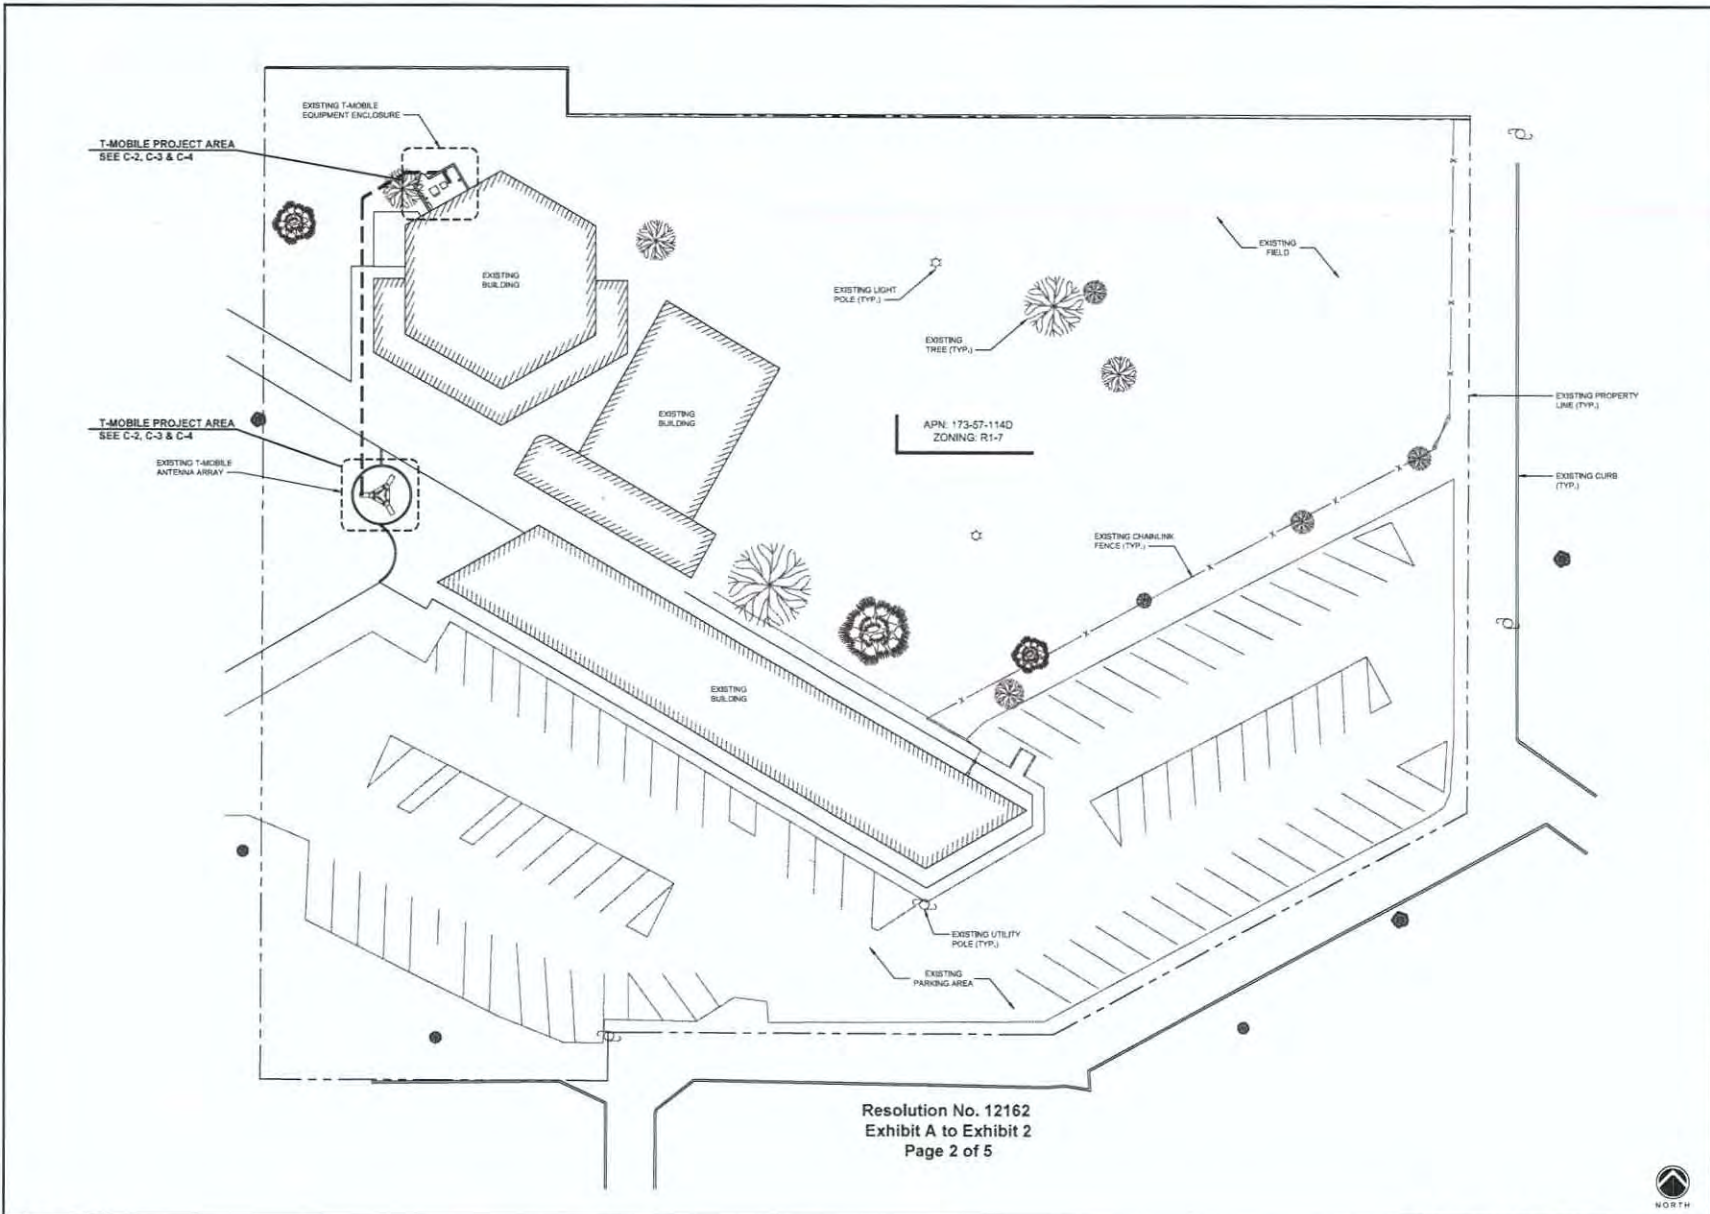 EXISTING T-MOBILE
EQUIPMENT ENCLOSURE
T-MOBILE PROJECT AREA
SEE C-2, C-3 & C-4
EXISTING
BUILDING
EXISTING LIGHT
POLE (TYP.)
EXISTING
FIELD
EXISTING
TREE (TYP.)
EXISTING PROPERTY
LINE (TYP.)
T-MOBILE PROJECT AREA
SEE C-2, C-3 & C-4
EXISTING
BUILDING
APN: 173-57-114D
ZONING: R1-7
EXISTING T-MOBILE
ANTENNA ARRAY
EXISTING CURB
(TYP.)
EXISTING CHAINLINK
FENCE (TYP.)
EXISTING
BUILDING
EXISTING UTILITY
POLE (TYP.)
EXISTING
PARKING AREA
Resolution No. 12162
Exhibit A to Exhibit 2
Page 2 of 5
NORTH